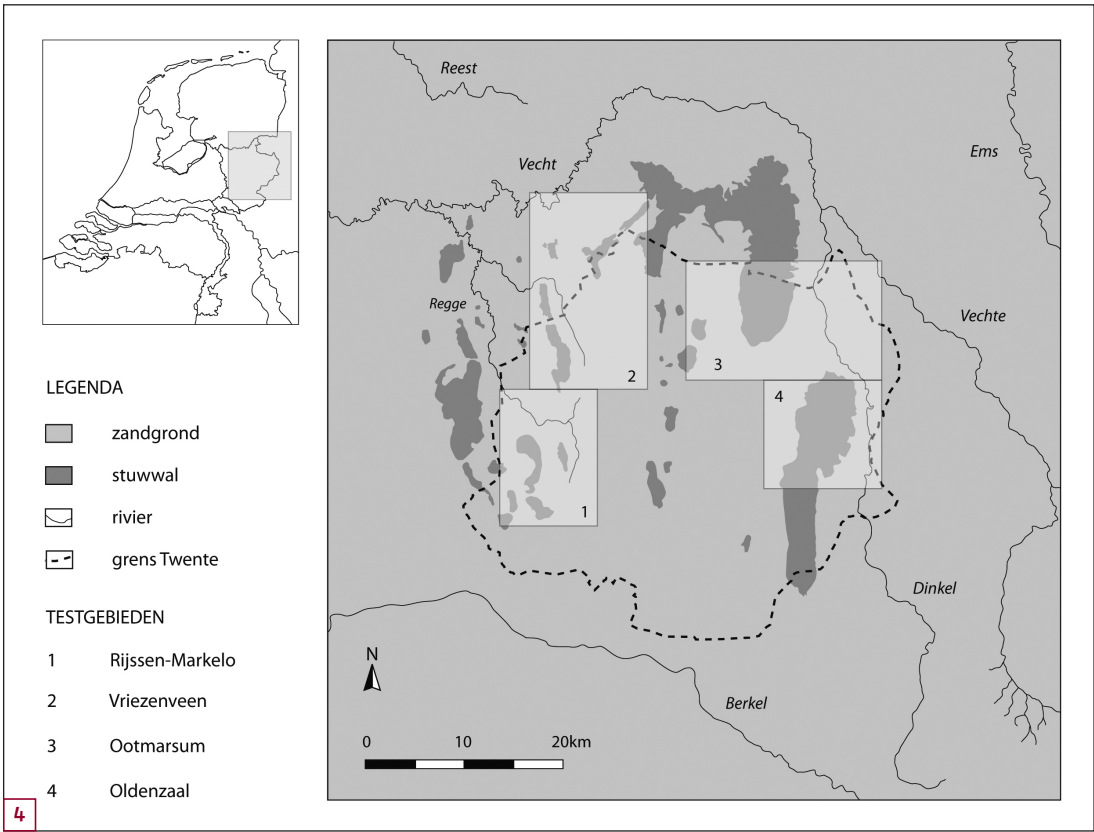 Reest
Vecht
Ems
Regge
Vechte
2
3
4
1
Dinkel
Berkel
N
0 10 20km
LEGENDA
zandgrond
stuwwal
rivier
grens Twente
TESTGEBIEDEN
1 Rijssen-Markelo
2 Vriezenveen
3 Ootmarsum
4 Oldenzaal
4